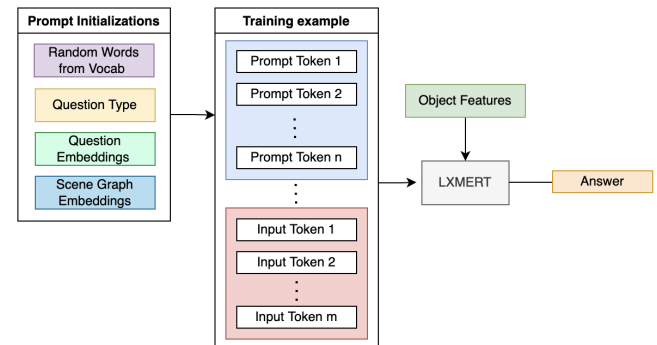 Prompt Initializations
Random Words
from Vocab
Question Type
Question
Embeddings
Scene Graph
Embeddings
Training example
Prompt Token 1
Prompt Token 2
Prompt Token n
Input Token 1
Input Token 2
Input Token m
Object Features
LXMERT
Answer